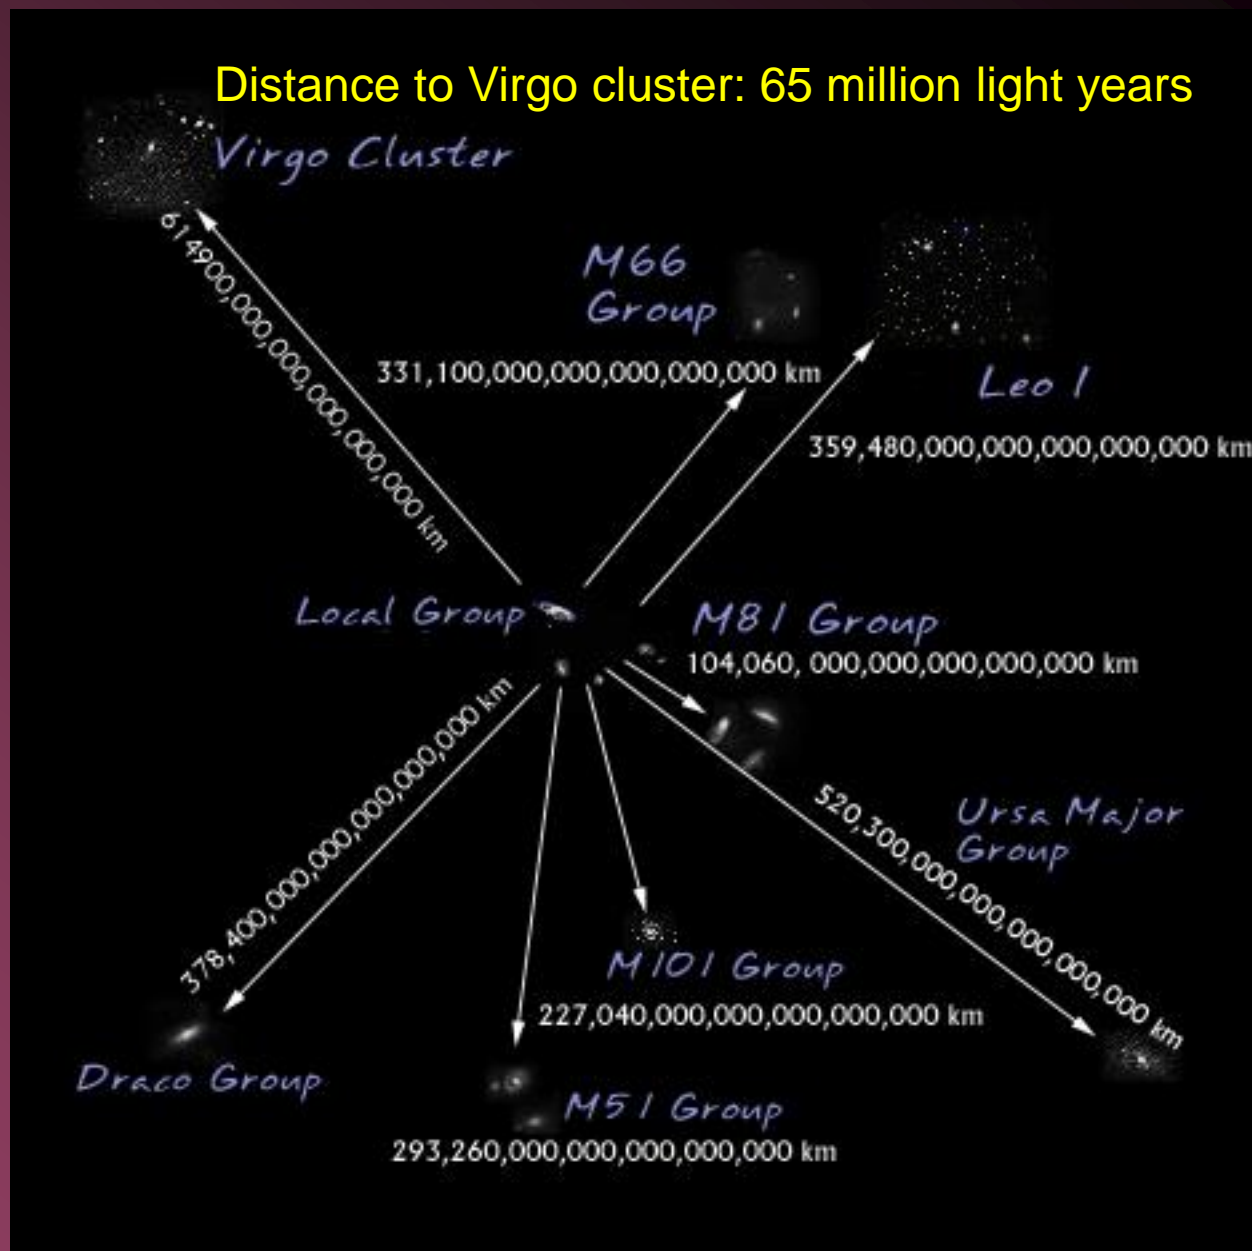 Distance to Virgo cluster: 65 million light years
Virgo Cluster
614900,000,000,000,000,000 km
M66
Group
331,100,000,000,000,000,000 km
Leo I
359,480,000,000,000,000,000 km
Local Group
M81 Group
104,060, 000,000,000,000,000 km
378,400,000,000,000,000,000 km
520,300,000,000,000,000,000 km
Ursa Major
Group
M101 Group
227,040,000,000,000,000,000 km
Draco Group
M51 Group
293,260,000,000,000,000,000 km